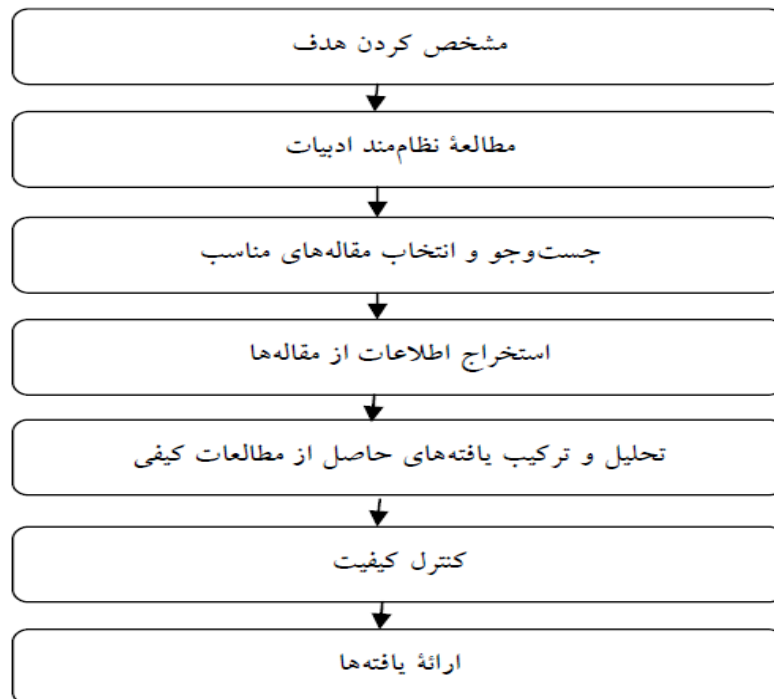 مشخص کردن هدف
مطالعهٔ نظام‌مند ادبیات
جست‌وجو و انتخاب مقاله‌های مناسب
استخراج اطلاعات از مقاله‌ها
تحلیل و ترکیب یافته‌های حاصل از مطالعات کیفی
کنترل کیفیت
ارائهٔ یافته‌ها